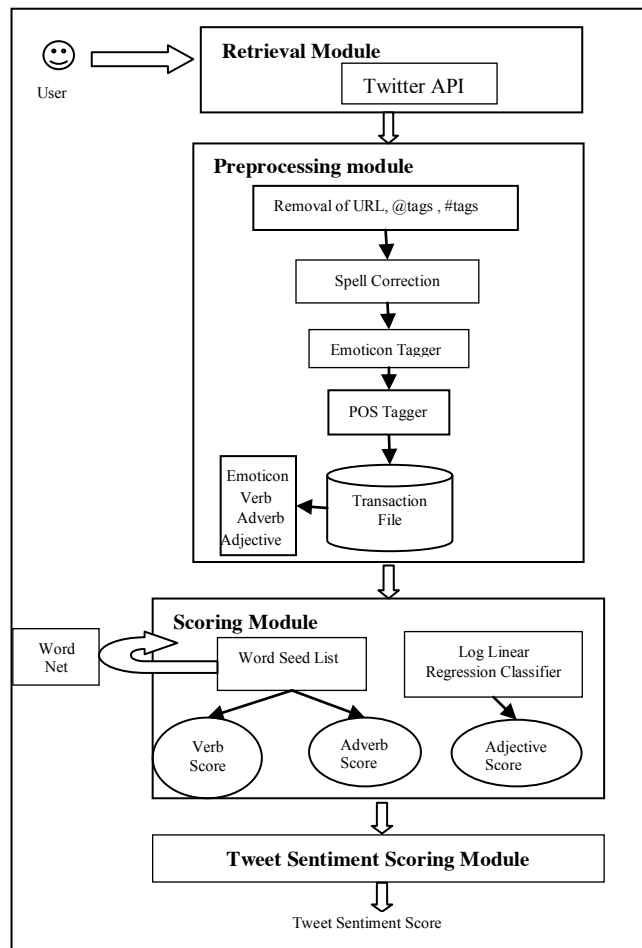 Retrieval Module
Twitter API
User
Preprocessing module
Removal of URL, @tags , #tags
Spell Correction
Emoticon Tagger
POS Tagger
Emoticon
Verb
Adverb
Adjective
Transaction
File
Scoring Module
Word
Net
Word Seed List
Log Linear
Regression Classifier
Verb
Score
Adverb
Score
Adjective
Score
Tweet Sentiment Scoring Module
Tweet Sentiment Score